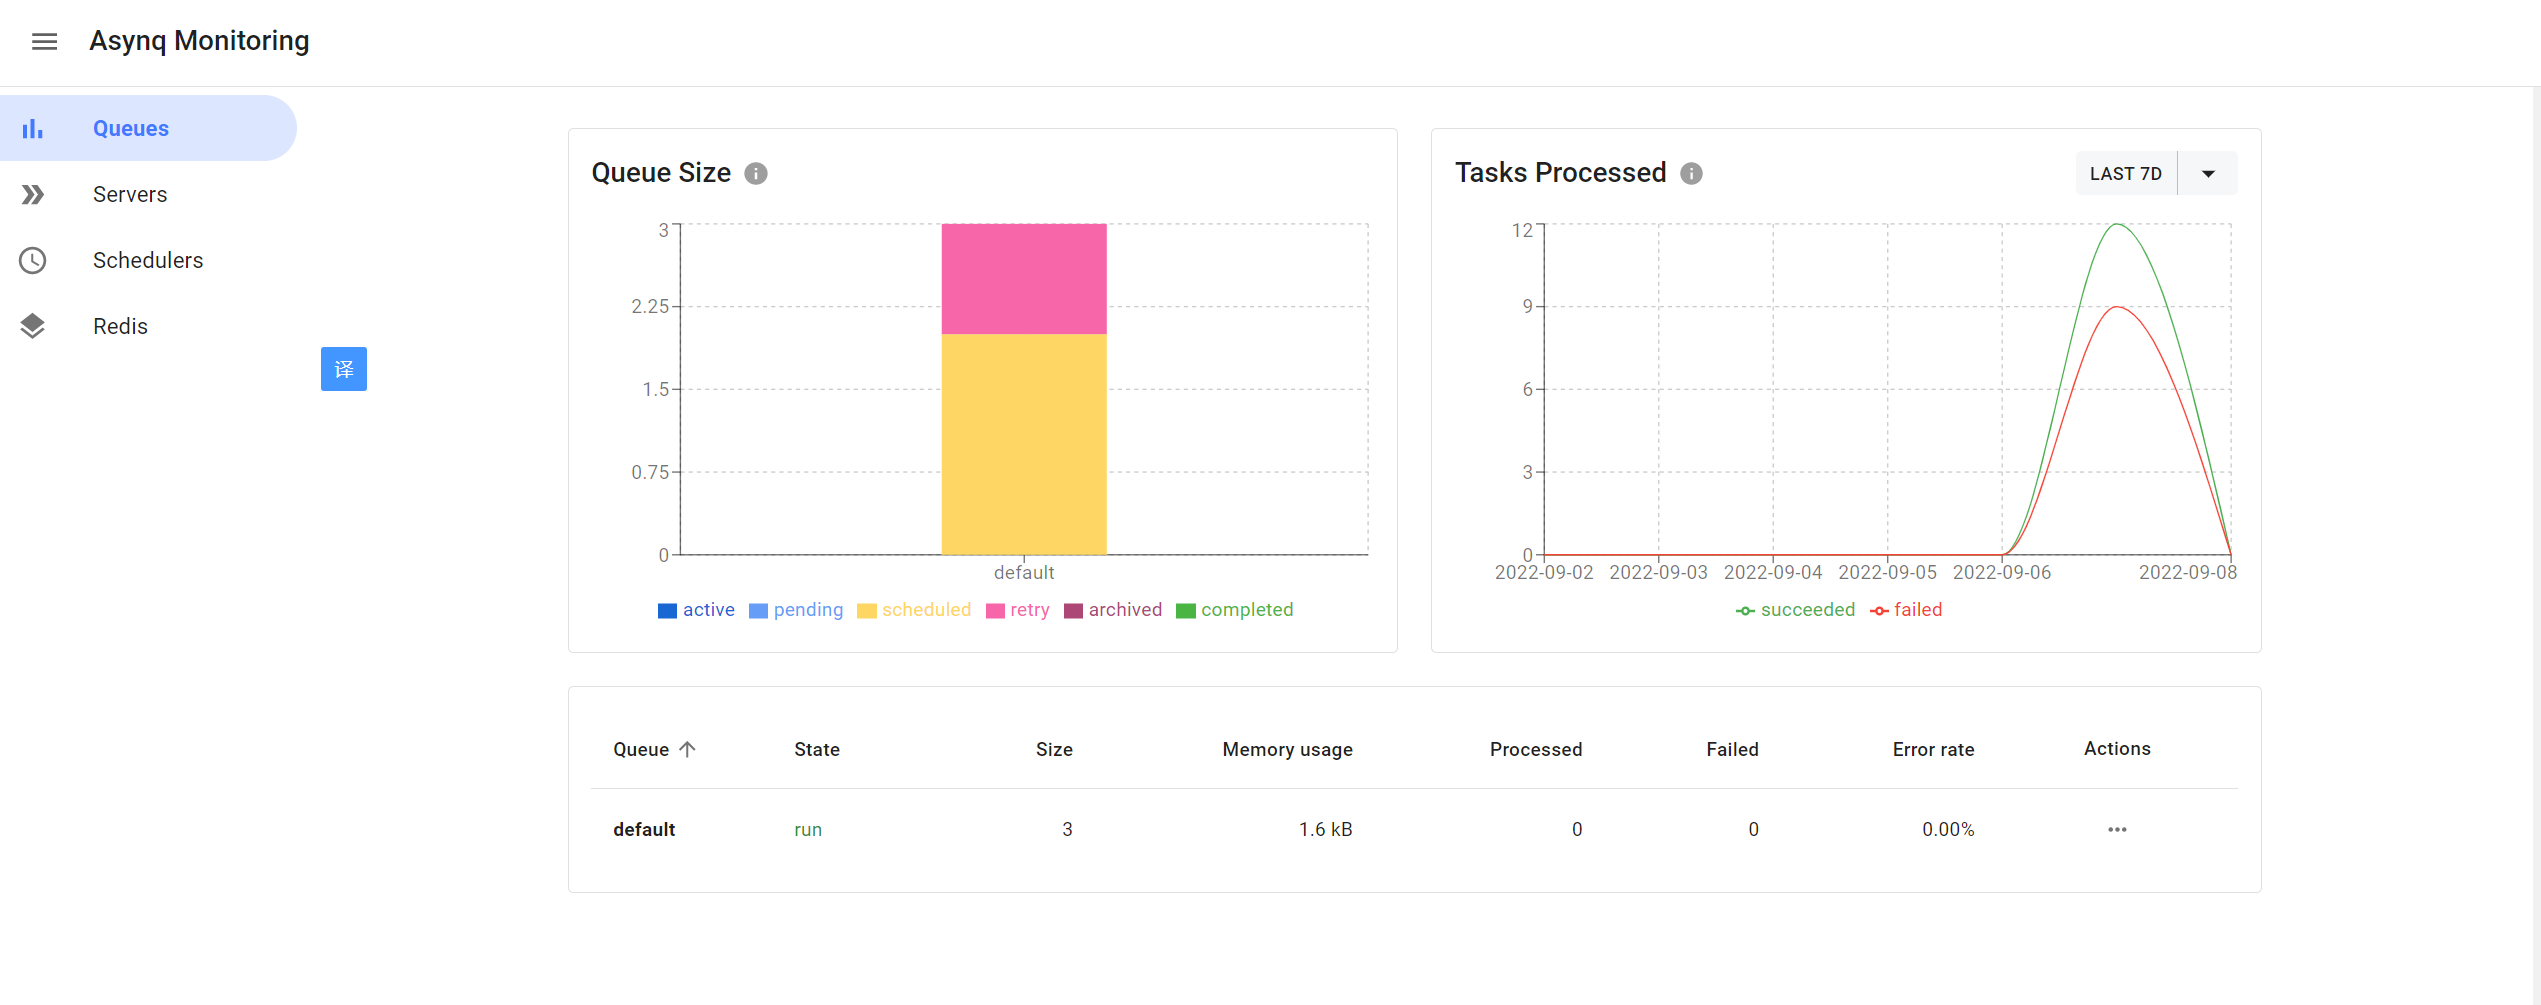 Asynq Monitoring
Queues
Servers
Schedulers
Redis
译
Queue Size
3
2.25
1.5
0.75
0
default
active pending scheduled retry archived completed
Tasks Processed
LAST 7D
12
9
6
3
0
2022-09-02 2022-09-03 2022-09-04 2022-09-05 2022-09-06 2022-09-08
succeeded failed
Queue State Size Memory usage Processed Failed Error rate Actions
default run 3 1.6 kB 0 0 0.00%